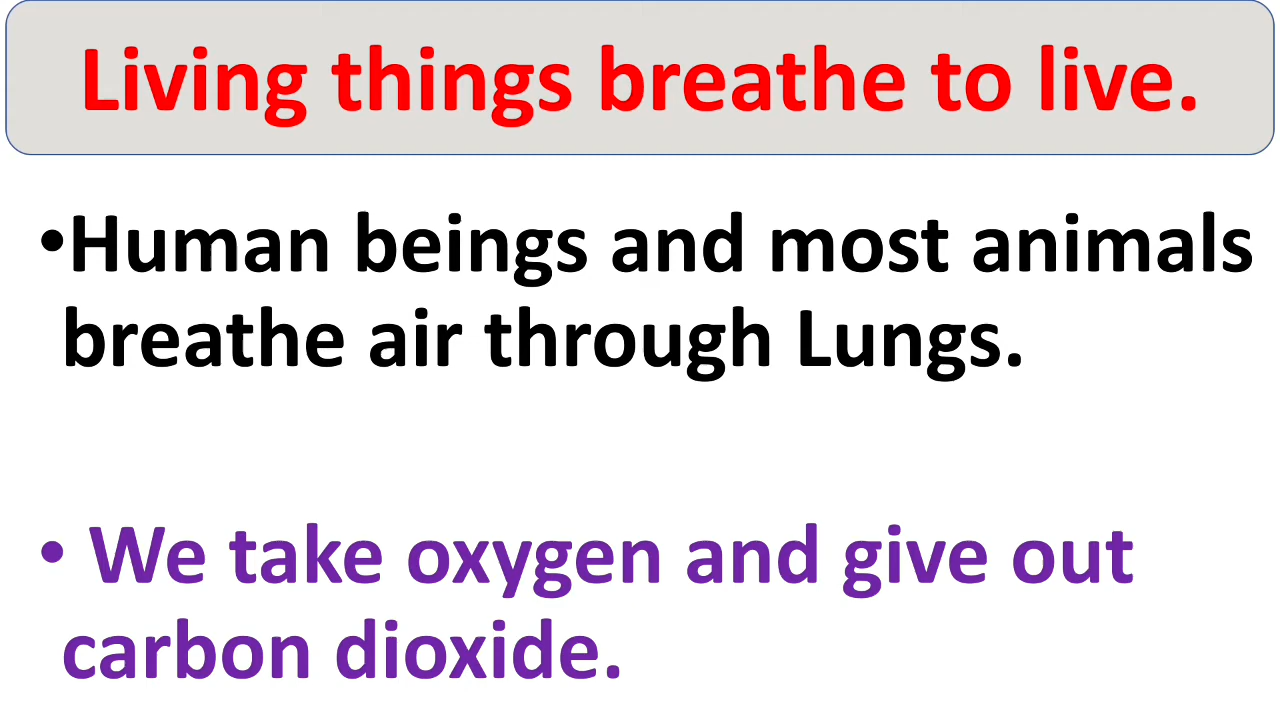 Living things breathe to live.
•Human beings and most animals
breathe air through Lungs.
• We take oxygen and give out
carbon dioxide.